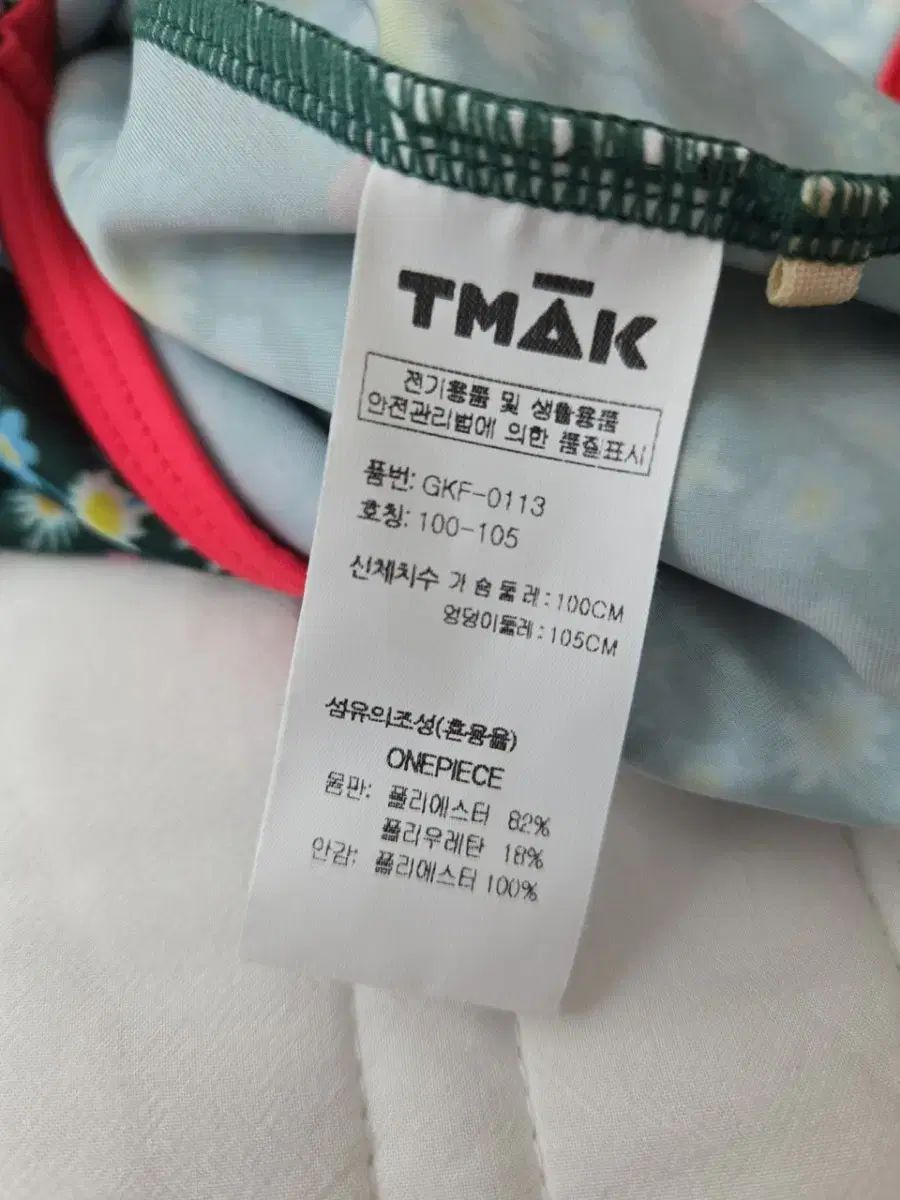 TMĀK
전기용품 및 생활용품
안전관리법에 의한 품질표시
품번: GKF-0113
호칭: 100-105
신체치수 가슴둘레:100CM
엉덩이둘레:105CM
섬유의조성(혼용율)
ONEPIECE
몸판: 폴리에스터 82%
폴리우레탄 18%
안감: 폴리에스터 100%